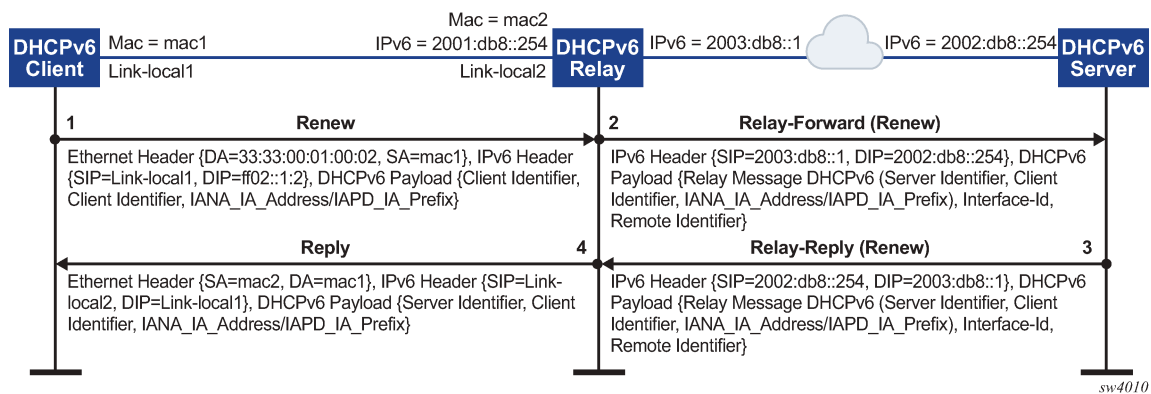 Mac = mac2
DHCPv6
Client
Mac = mac1
IPv6 = 2001:db8::254
DHCPv6
Relay
IPv6 = 2003:db8::1
IPv6 = 2002:db8::254
DHCPv6
Server
Link-local1
Link-local2
1
Renew
2
Relay-Forward (Renew)
Ethernet Header {DA=33:33:00:01:00:02, SA=mac1}, IPv6 Header
{SIP=Link-local1, DIP=ff02::1:2}, DHCPv6 Payload {Client Identifier,
Client Identifier, IANA_IA_Address/IAPD_IA_Prefix}
IPv6 Header {SIP=2003:db8::1, DIP=2002:db8::254}, DHCPv6
Payload {Relay Message DHCPv6 (Server Identifier, Client
Identifier, IANA_IA_Address/IAPD_IA_Prefix), Interface-Id,
Remote Identifier}
Reply
4
Relay-Reply (Renew)
3
Ethernet Header {SA=mac2, DA=mac1}, IPv6 Header {SIP=Link-
local2, DIP=Link-local1}, DHCPv6 Payload {Server Identifier, Client
Identifier, IANA_IA_Address/IAPD_IA_Prefix}
IPv6 Header {SIP=2002:db8::254, DIP=2003:db8::1}, DHCPv6
Payload {Relay Message DHCPv6 (Server Identifier, Client
Identifier, IANA_IA_Address/IAPD_IA_Prefix), Interface-Id,
Remote Identifier}
sw4010